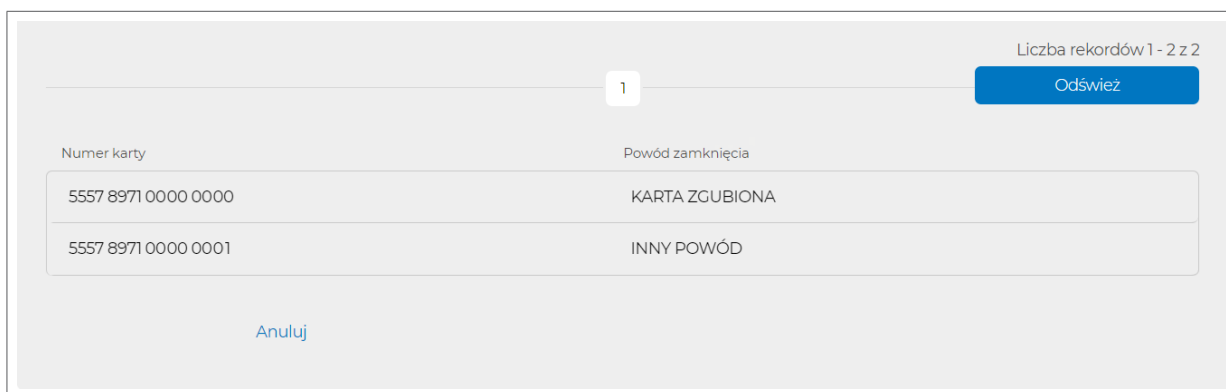 Liczba rekordów 1 - 2 z 2
1
Odśwież
Numer karty Powód zamknięcia
5557 8971 0000 0000 KARTA ZGUBIONA
5557 8971 0000 0001 INNY POWÓD
Anuluj